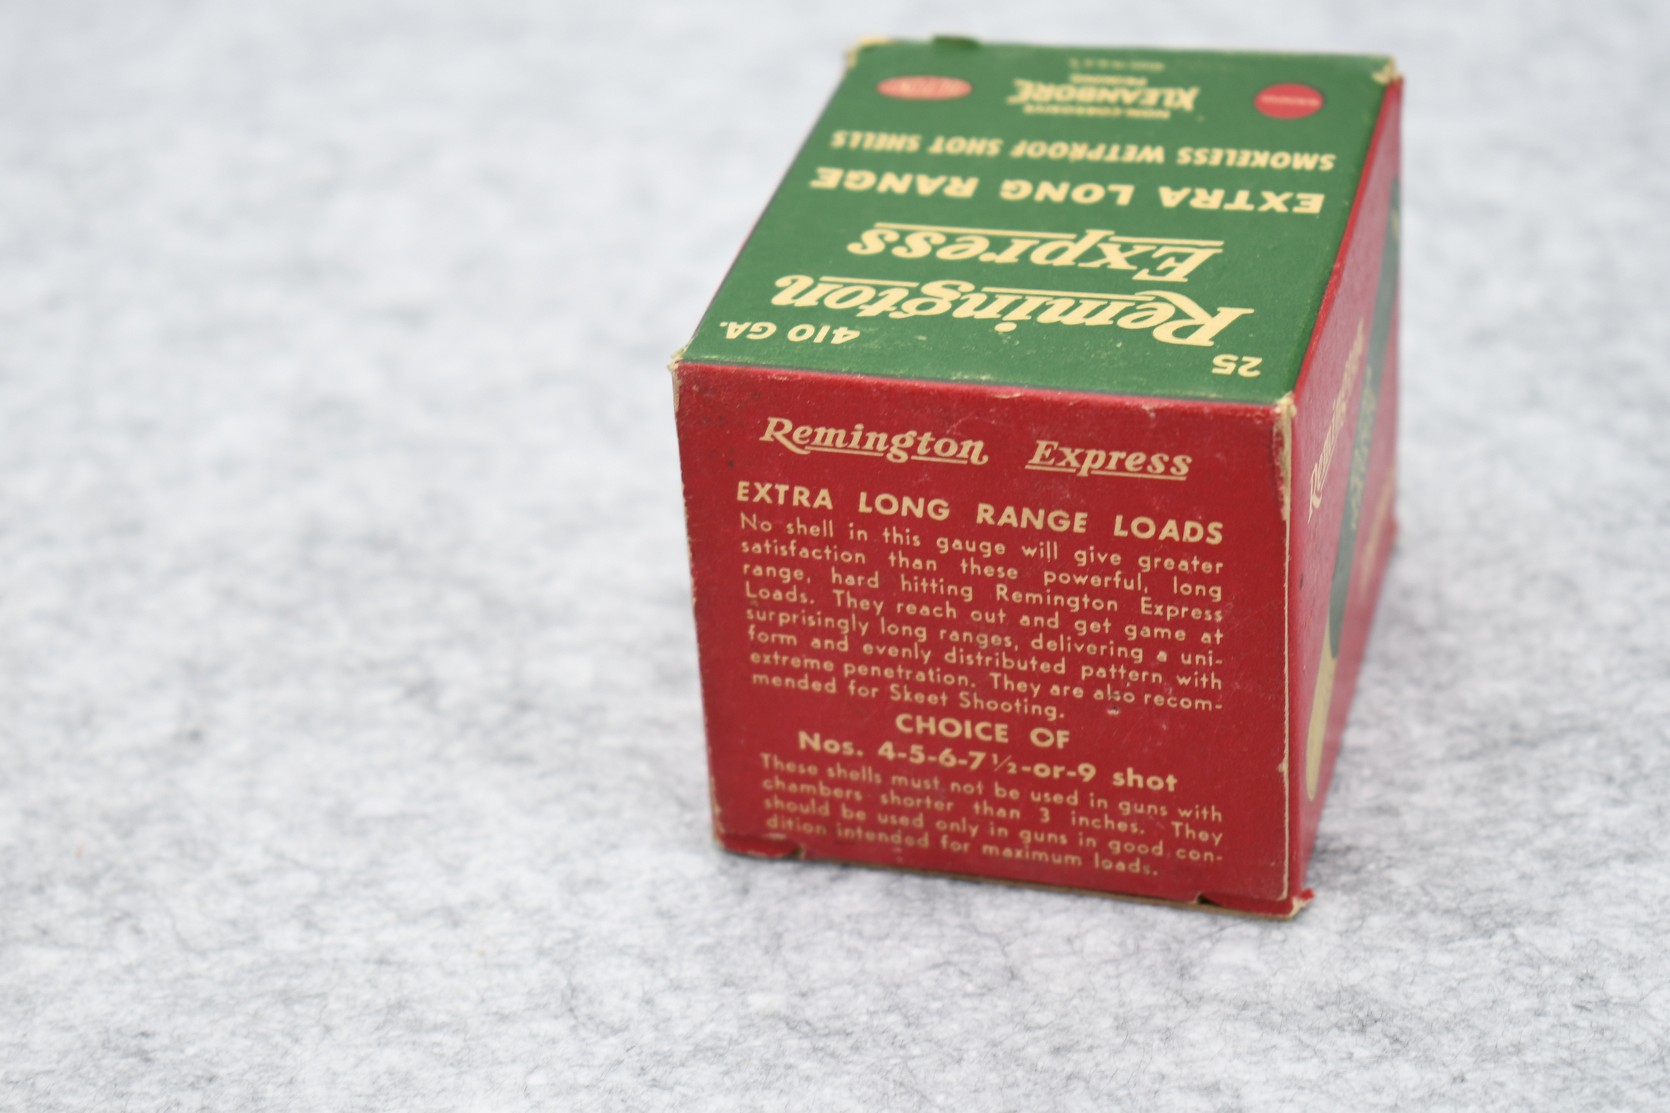 Remington Express
EXTRA LONG RANGE LOADS
No shell in this gauge will give greater
satisfaction than these powerful, long
range, hard hitting Remington Express
Loads. They reach out and get game at
surprisingly long ranges, delivering a uni-
form and evenly distributed pattern with
extreme penetration. They are also recom-
mended for Skeet Shooting.
CHOICE OF
Nos. 4-5-6-7½-or-9 shot
These shells must not be used in guns with
chambers shorter than 3 inches. They
should be used only in guns in good con-
dition intended for maximum loads.
25 410 GA.
Remington
Express
EXTRA LONG RANGE
SMOKELESS WETPROOF SHOT SHELLS
NON-CORROSIVE
KLEANBORE
PRIMING